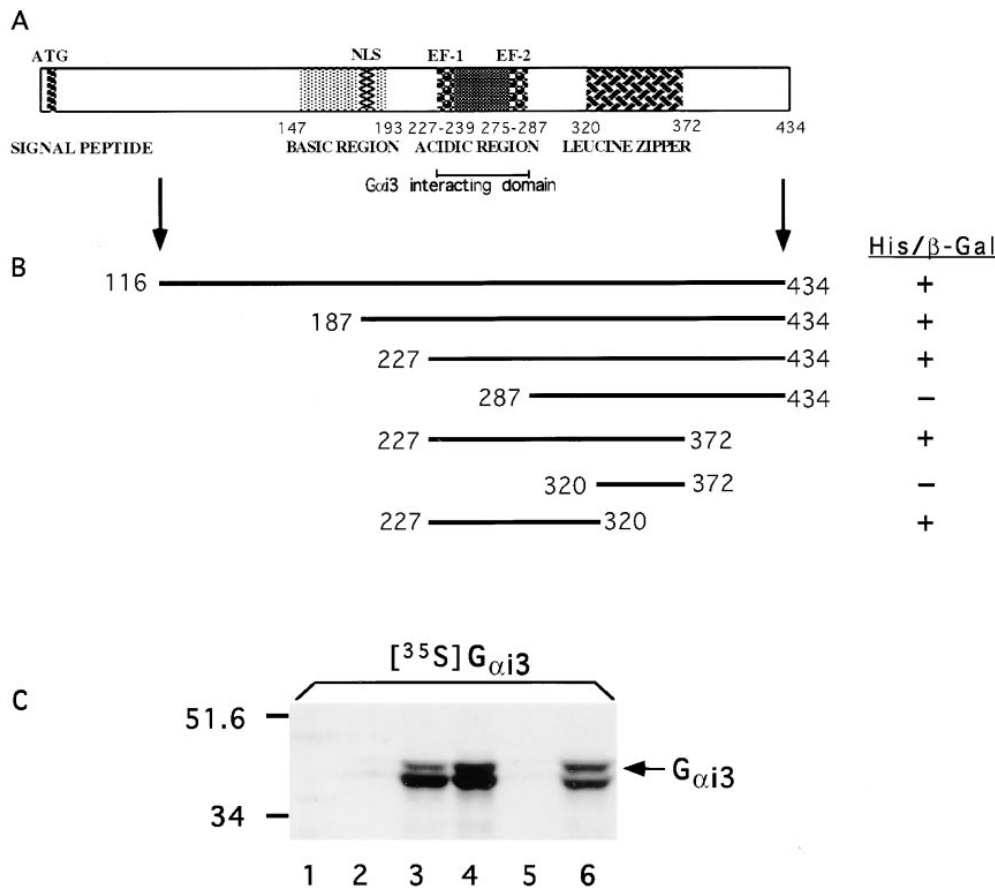 A
ATG NLS EF-1 EF-2
147 193 227-239 275-287 320 372 434
SIGNAL PEPTIDE BASIC REGION ACIDIC REGION LEUCINE ZIPPER
Gαi3 interacting domain
His/β-Gal
B
116 434 +
187 434 +
227 434 +
287 434 –
227 372 +
320 372 –
227 320 +
[³⁵S]Gαi3
C
51.6
Gαi3
34
1 2 3 4 5 6